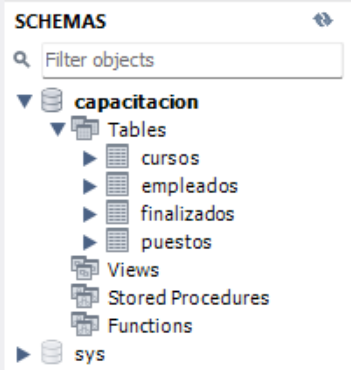 SCHEMAS
Filter objects
capacitacion
Tables
cursos
empleados
finalizados
puestos
Views
Stored Procedures
Functions
sys